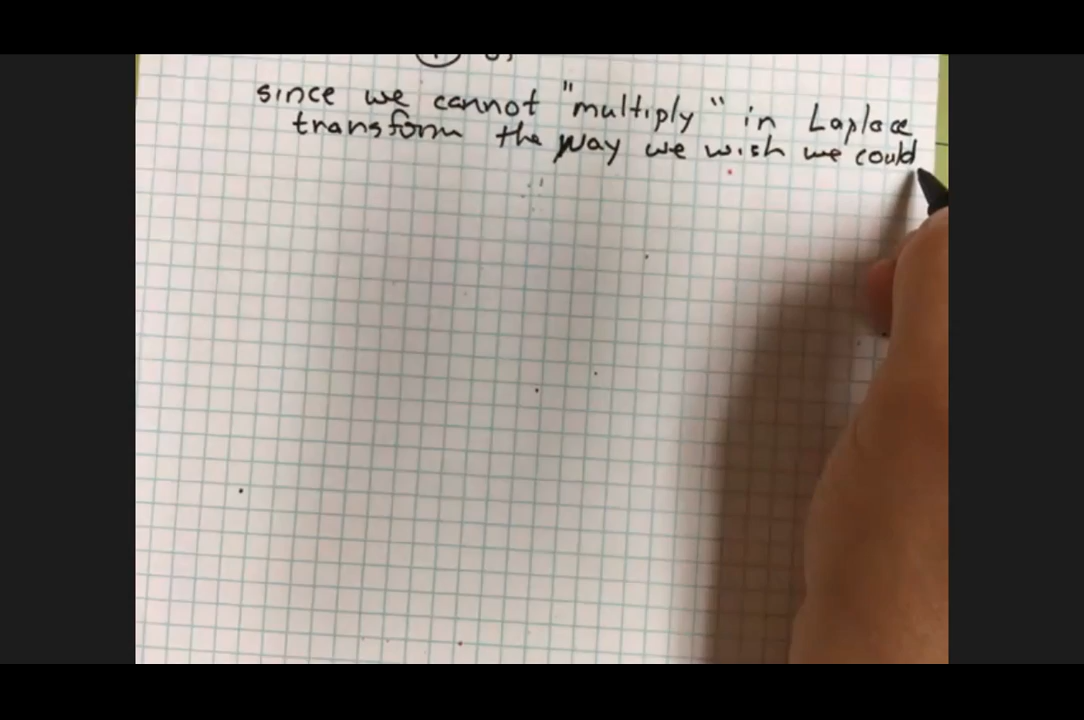 since we cannot "multiply" in Laplace
transform the way we wish we could